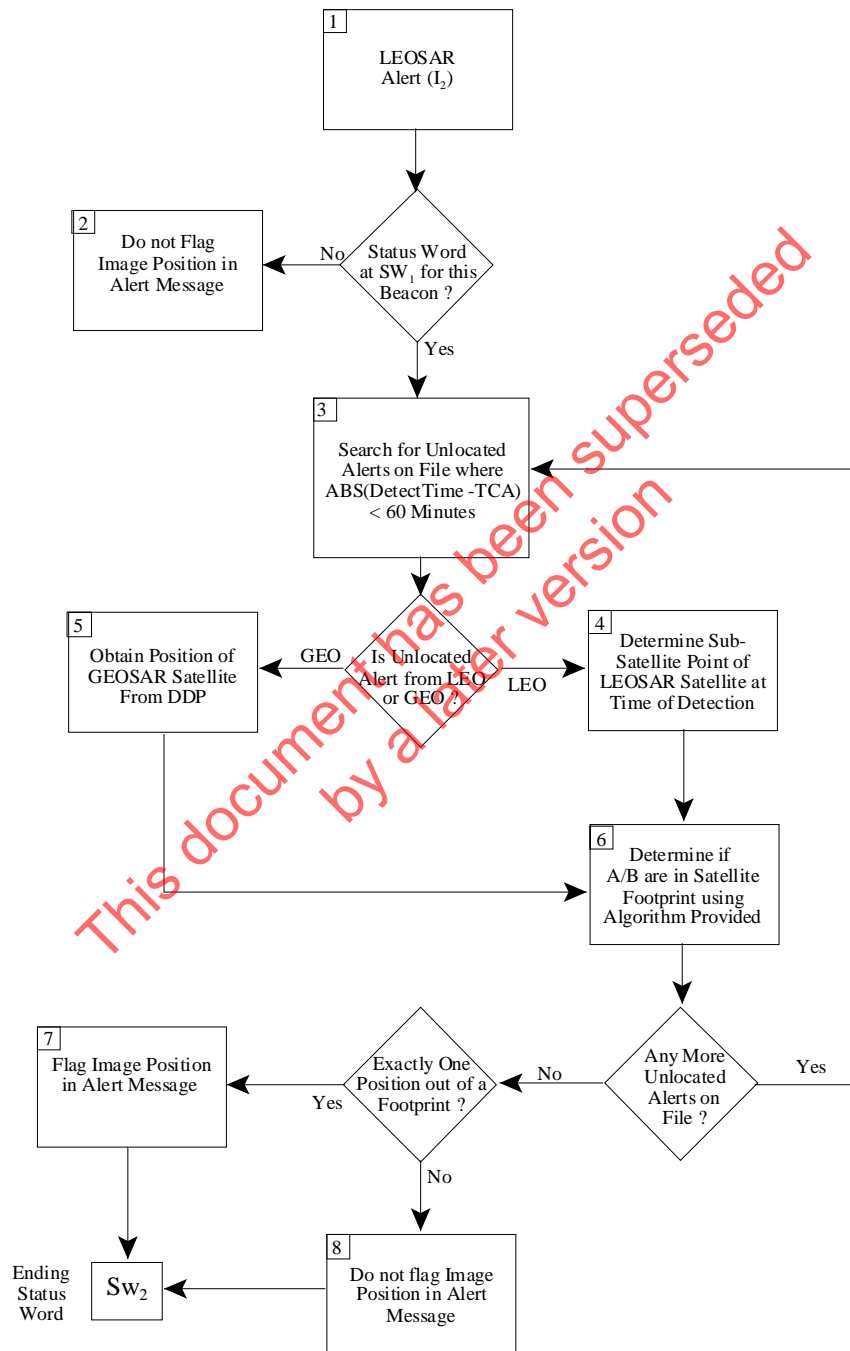 1
LEOSAR
Alert (I₂)
2
Do not Flag
Image Position in
Alert Message
No
Status Word
at SW₁ for this
Beacon ?
Yes
3
Search for Unlocated
Alerts on File where
ABS(DetectTime -TCA)
< 60 Minutes
5
Obtain Position of
GEOSAR Satellite
From DDP
GEO
Is Unlocated
Alert from LEO
or GEO ?
LEO
4
Determine Sub-
Satellite Point of
LEOSAR Satellite at
Time of Detection
6
Determine if
A/B are in Satellite
Footprint using
Algorithm Provided
7
Flag Image Position
in Alert Message
Yes
Exactly One
Position out of a
Footprint ?
No
Any More
Unlocated
Alerts on
File ?
Yes
No
8
Do not flag Image
Position in Alert
Message
Ending
Status
Word
Sw₂
This document has been superseded
by a later version